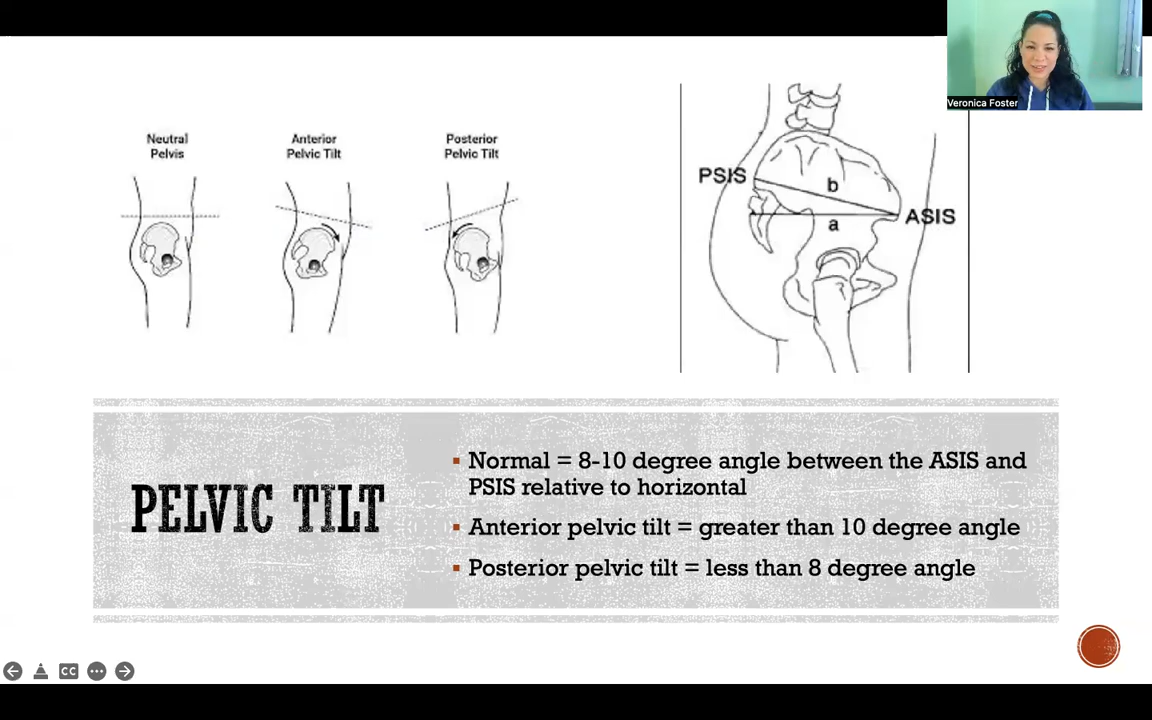 Veronica Foster
Neutral
Pelvis
Anterior
Pelvic Tilt
Posterior
Pelvic Tilt
PSIS
b
ASIS
a
PELVIC TILT
Normal = 8-10 degree angle between the ASIS and
PSIS relative to horizontal
Anterior pelvic tilt = greater than 10 degree angle
Posterior pelvic tilt = less than 8 degree angle
CC